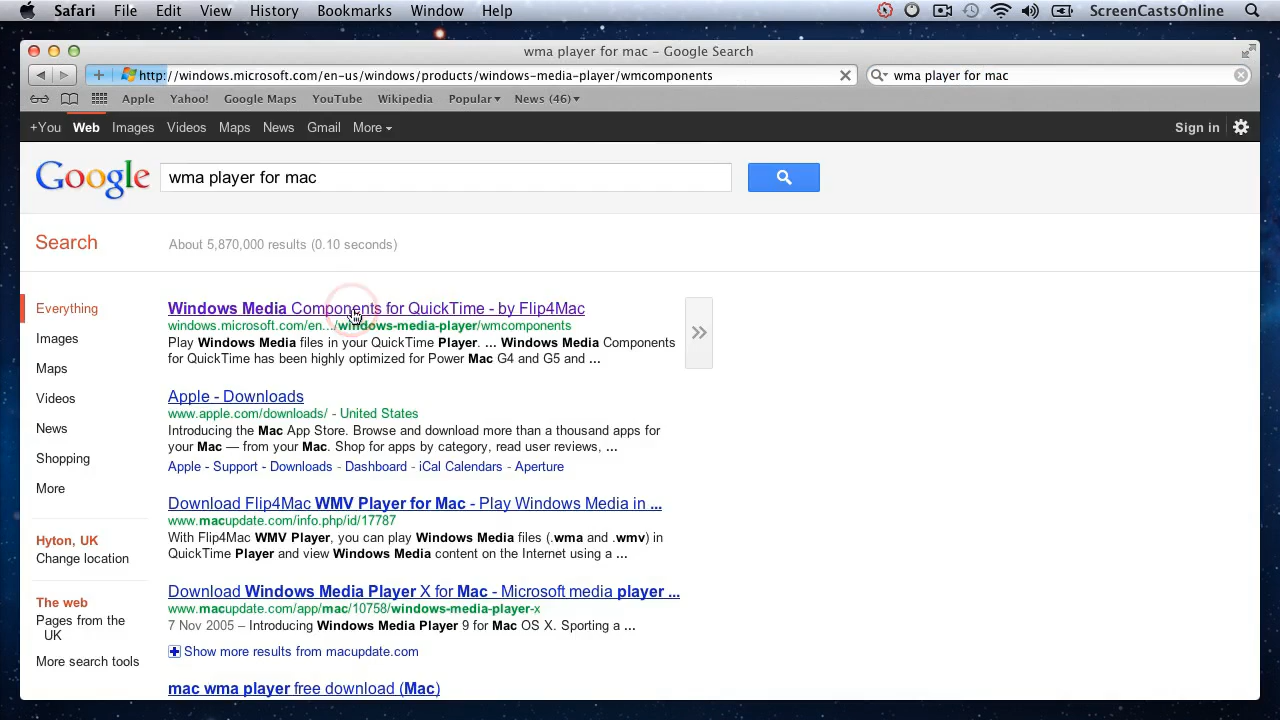 Safari File Edit View History Bookmarks Window Help ScreenCastsOnline
wma player for mac – Google Search
http://windows.microsoft.com/en-us/windows/products/windows-media-player/wmcomponents wma player for mac
Apple Yahoo! Google Maps YouTube Wikipedia Popular News (46)
+You Web Images Videos Maps News Gmail More Sign in
Google wma player for mac
Search About 5,870,000 results (0.10 seconds)
Everything
Images
Maps
Videos
News
Shopping
More
Hyton, UK
Change location
The web
Pages from the
UK
More search tools
Windows Media Components for QuickTime - by Flip4Mac
windows.microsoft.com/en.../windows-media-player/wmcomponents
Play Windows Media files in your QuickTime Player. ... Windows Media Components
for QuickTime has been highly optimized for Power Mac G4 and G5 and ...
Apple - Downloads
www.apple.com/downloads/ - United States
Introducing the Mac App Store. Browse and download more than a thousand apps for
your Mac — from your Mac. Shop for apps by category, read user reviews, ...
Apple - Support - Downloads - Dashboard - iCal Calendars - Aperture
Download Flip4Mac WMV Player for Mac - Play Windows Media in ...
www.macupdate.com/info.php/id/17787
With Flip4Mac WMV Player, you can play Windows Media files (.wma and .wmv) in
QuickTime Player and view Windows Media content on the Internet using a ...
Download Windows Media Player X for Mac - Microsoft media player ...
www.macupdate.com/app/mac/10758/windows-media-player-x
7 Nov 2005 – Introducing Windows Media Player 9 for Mac OS X. Sporting a ...
Show more results from macupdate.com
mac wma player free download (Mac)